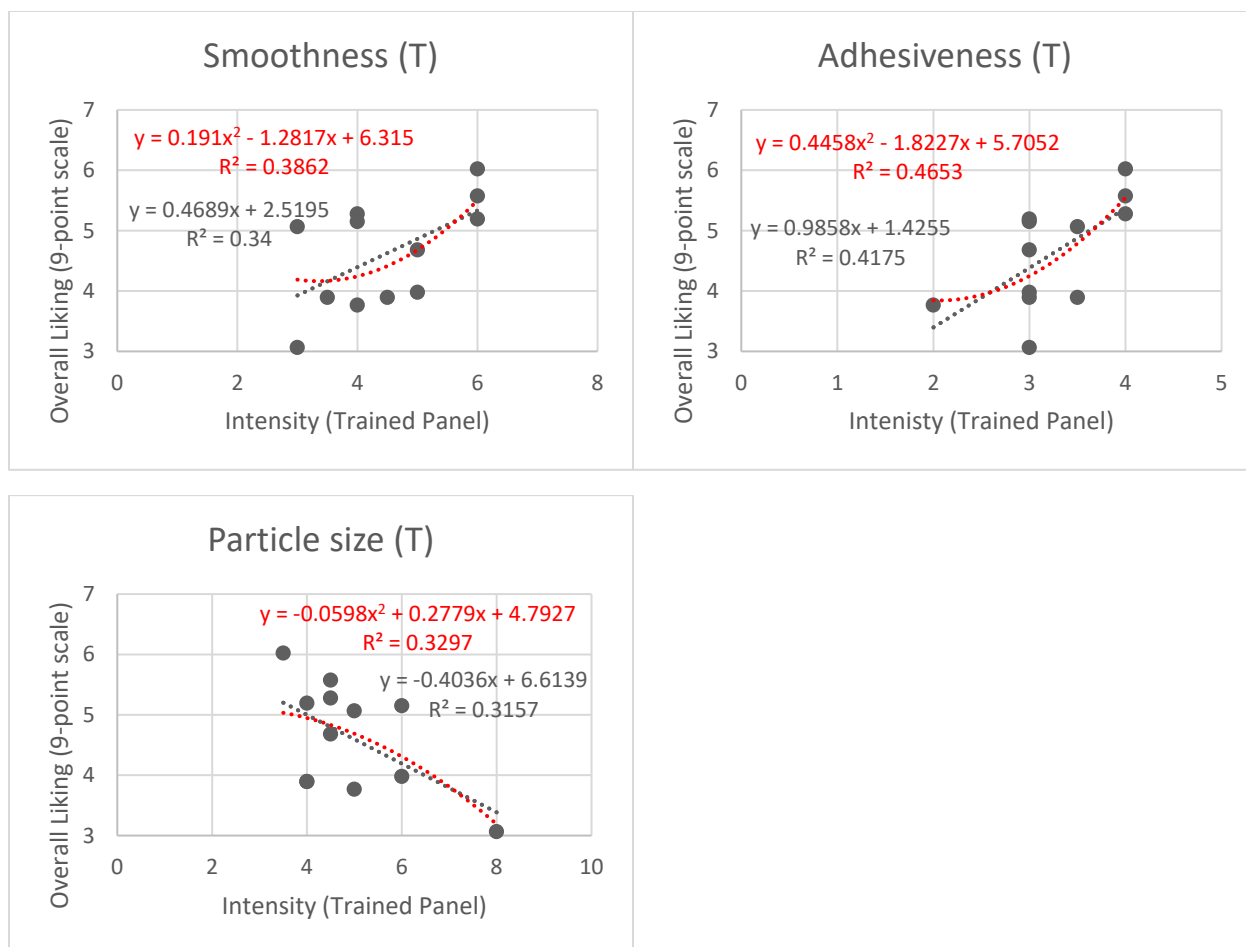 Smoothness (T)
y = 0.191x² - 1.2817x + 6.315
R² = 0.3862
y = 0.4689x + 2.5195
R² = 0.34
Overall Liking (9-point scale)
7
6
5
4
3
0 2 4 6 8
Intensity (Trained Panel)
Adhesiveness (T)
y = 0.4458x² - 1.8227x + 5.7052
R² = 0.4653
y = 0.9858x + 1.4255
R² = 0.4175
Overall Liking (9-point scale)
7
6
5
4
3
0 1 2 3 4 5
Intenisty (Trained Panel)
Particle size (T)
y = -0.0598x² + 0.2779x + 4.7927
R² = 0.3297
y = -0.4036x + 6.6139
R² = 0.3157
Overall Liking (9-point scale)
7
6
5
4
3
0 2 4 6 8 10
Intensity (Trained Panel)